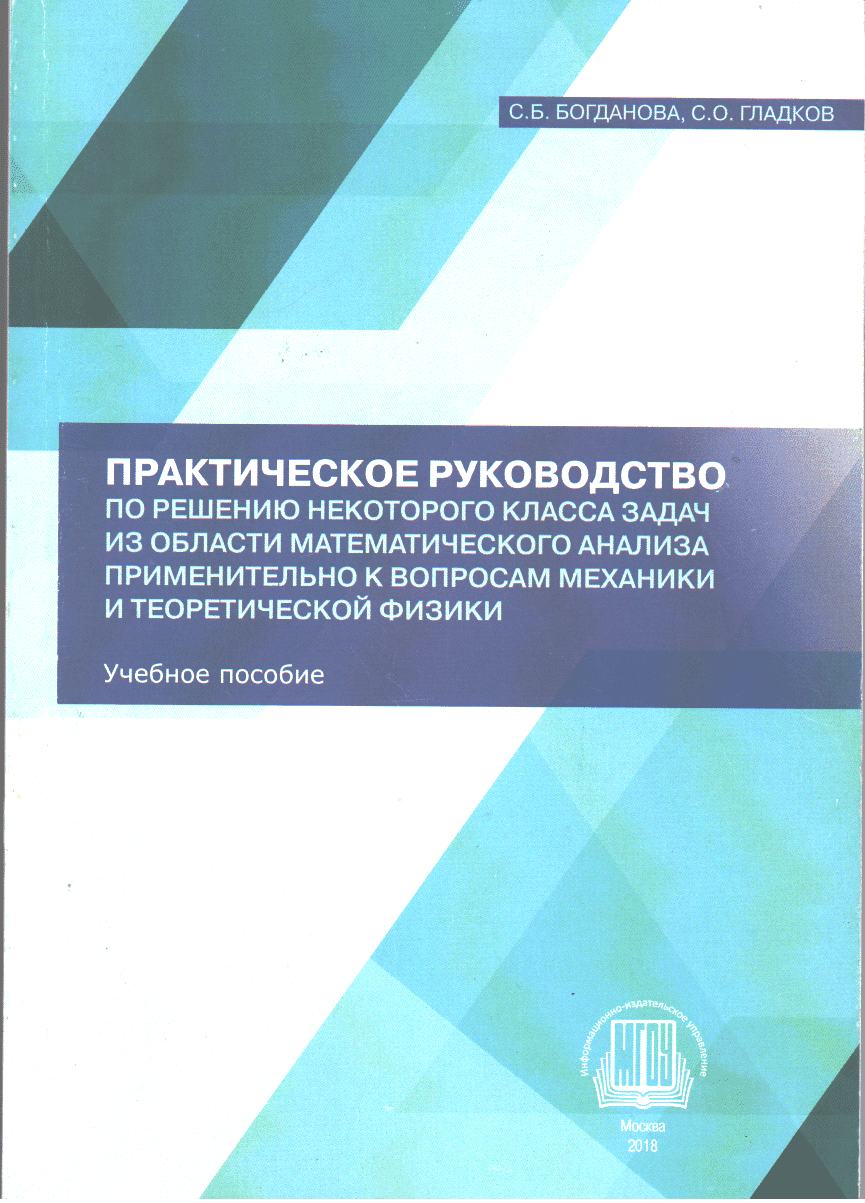 С.Б. БОГДАНОВА, С.О. ГЛАДКОВ
ПРАКТИЧЕСКОЕ РУКОВОДСТВО
ПО РЕШЕНИЮ НЕКОТОРОГО КЛАССА ЗАДАЧ
ИЗ ОБЛАСТИ МАТЕМАТИЧЕСКОГО АНАЛИЗА
ПРИМЕНИТЕЛЬНО К ВОПРОСАМ МЕХАНИКИ
И ТЕОРЕТИЧЕСКОЙ ФИЗИКИ
Учебное пособие
Информационно-издательское управление
МГОУ
Москва
2018